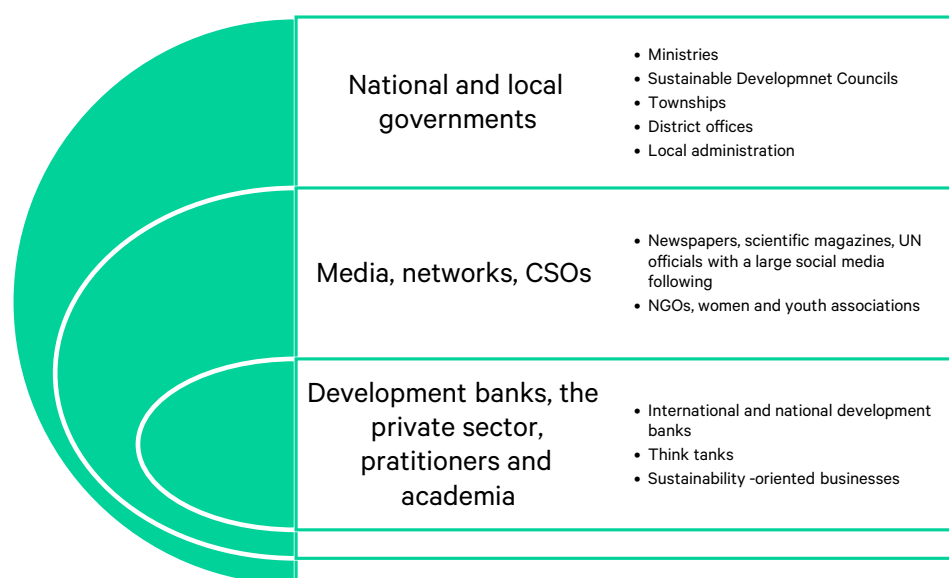 National and local
governments
• Ministries
• Sustainable Developmnet Councils
• Townships
• District offices
• Local administration
Media, networks, CSOs
• Newspapers, scientific magazines, UN
officials with a large social media
following
• NGOs, women and youth associations
Development banks, the
private sector,
pratitioners and
academia
• International and national development
banks
• Think tanks
• Sustainability -oriented businesses